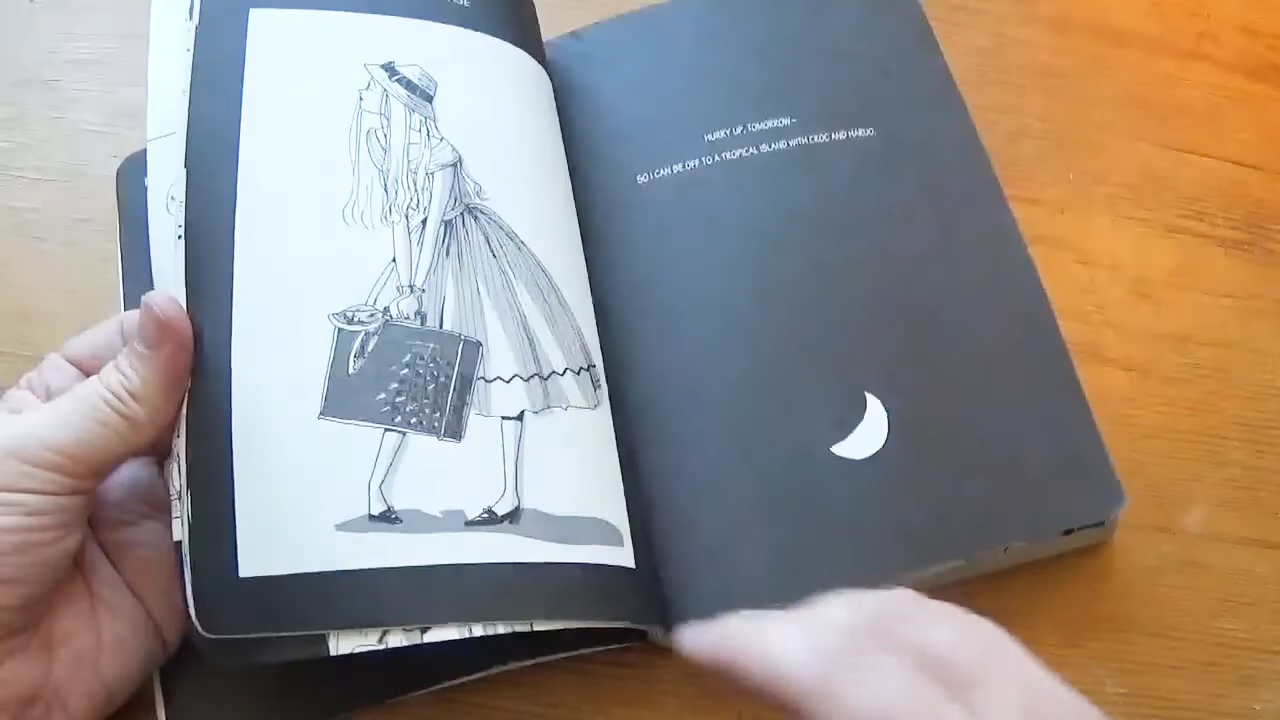 HURRY UP, TOMORROW~
SO I CAN BE OFF TO A TROPICAL ISLAND WITH CROC AND HARUO.